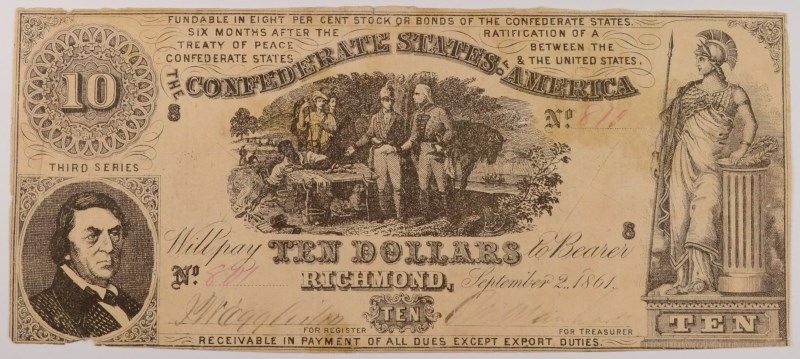 FUNDABLE IN EIGHT PER CENT STOCK OR BONDS OF THE CONFEDERATE STATES.
SIX MONTHS AFTER THE RATIFICATION OF A
TREATY OF PEACE BETWEEN THE
CONFEDERATE STATES & THE UNITED STATES.
THE CONFEDERATE STATES OF AMERICA
10
8
No
THIRD SERIES
8
Will pay TEN DOLLARS to Bearer
No
RICHMOND, September 2, 1861,
TEN
TEN
FOR REGISTER FOR TREASURER
RECEIVABLE IN PAYMENT OF ALL DUES EXCEPT EXPORT DUTIES.